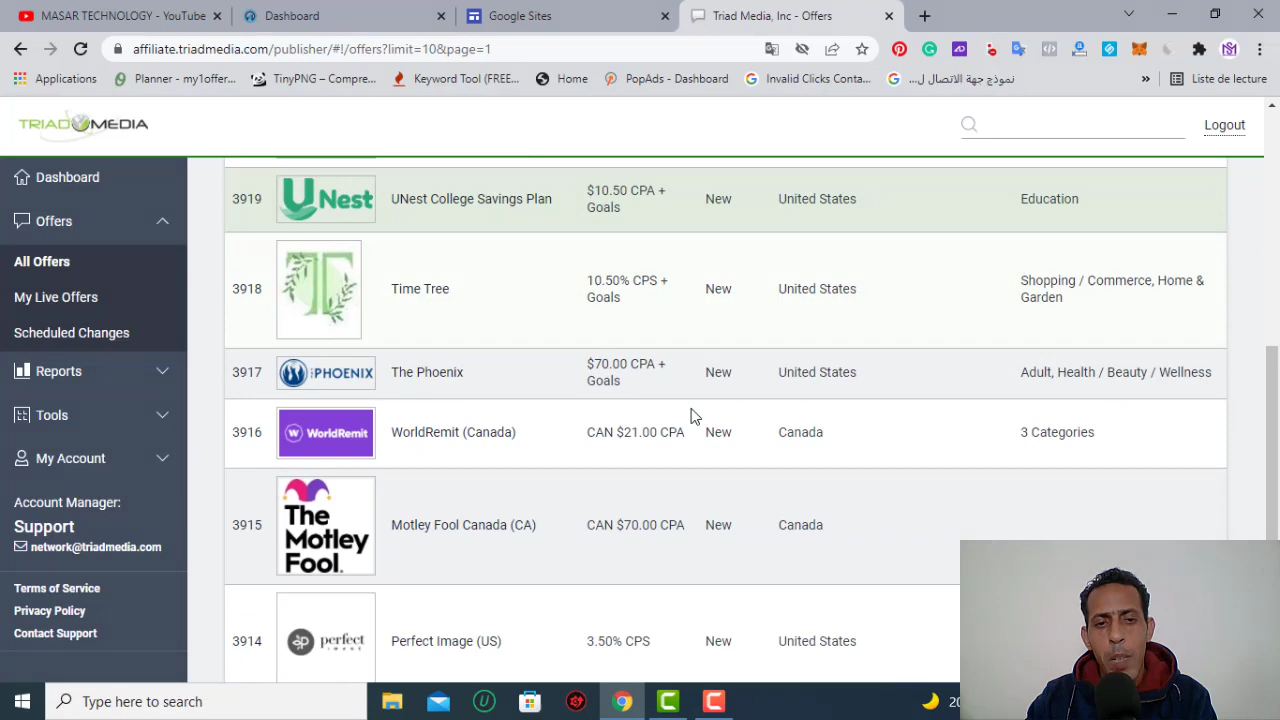 MASAR TECHNOLOGY - YouTube
Dashboard
Google Sites
Triad Media, Inc - Offers
affiliate.triadmedia.com/publisher/#!/offers?limit=10&page=1
Applications
Planner - my1offer...
TinyPNG – Compre...
Keyword Tool (FREE...
Home
PopAds - Dashboard
Invalid Clicks Conta...
نموذج جهة الاتصال ل...
»
Liste de lecture
TRIAD MEDIA
Logout
Dashboard
Offers
All Offers
My Live Offers
Scheduled Changes
Reports
Tools
My Account
Account Manager:
Support
network@triadmedia.com
Terms of Service
Privacy Policy
Contact Support
3919 UNest UNest College Savings Plan $10.50 CPA + Goals New United States Education
3918 Time Tree 10.50% CPS + Goals New United States Shopping / Commerce, Home & Garden
3917 PHOENIX The Phoenix $70.00 CPA + Goals New United States Adult, Health / Beauty / Wellness
3916 WorldRemit WorldRemit (Canada) CAN $21.00 CPA New Canada 3 Categories
3915 The Motley Fool. Motley Fool Canada (CA) CAN $70.00 CPA New Canada
3914 perfect IMAGE Perfect Image (US) 3.50% CPS New United States
Type here to search
20